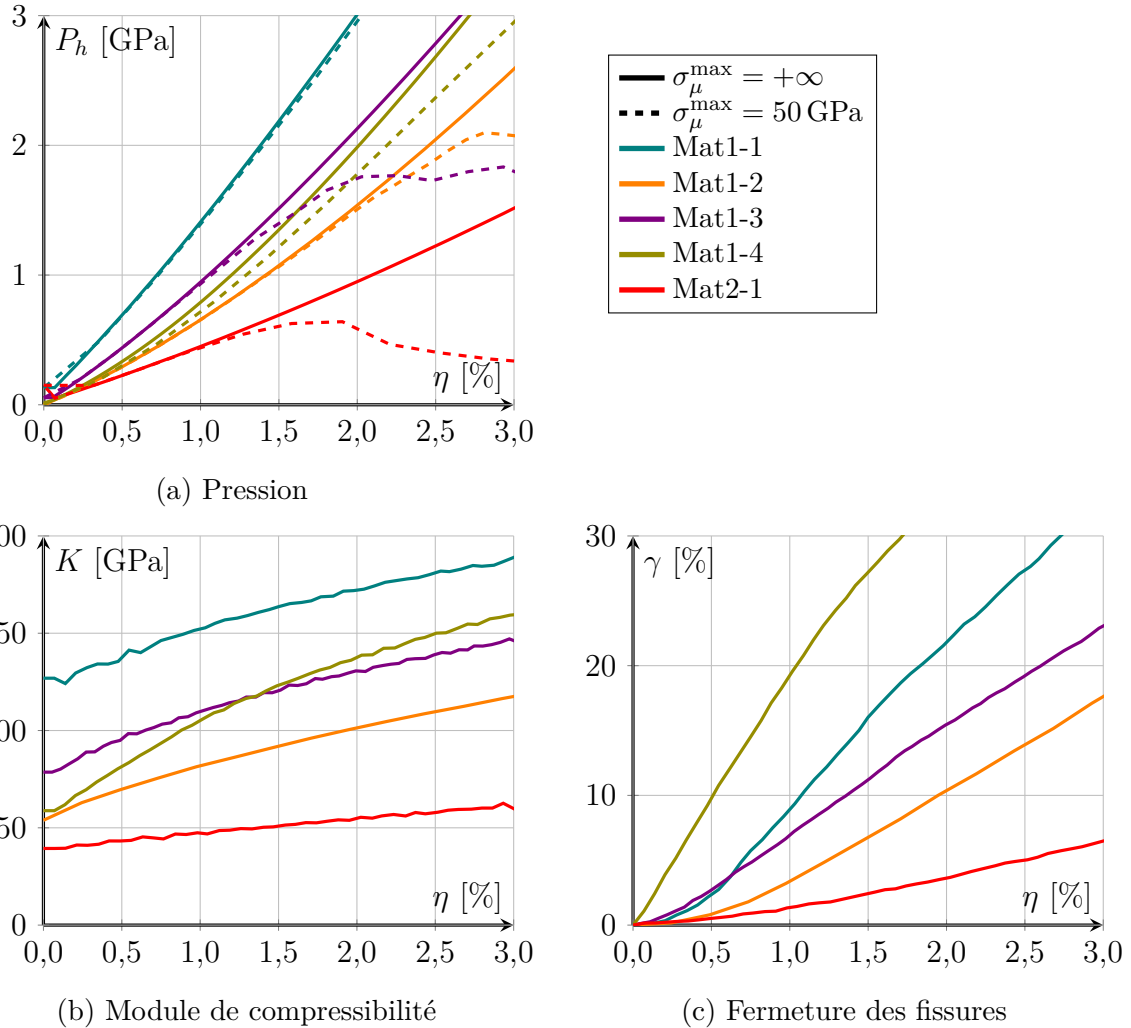 3
P_h [GPa]
2
1
0
η [%]
0,0 0,5 1,0 1,5 2,0 2,5 3,0
(a) Pression
σ_μ^max = +∞
σ_μ^max = 50 GPa
Mat1-1
Mat1-2
Mat1-3
Mat1-4
Mat2-1
00
K [GPa]
50
00
50
0
η [%]
0,0 0,5 1,0 1,5 2,0 2,5 3,0
(b) Module de compressibilité
30
γ [%]
20
10
0
η [%]
0,0 0,5 1,0 1,5 2,0 2,5 3,0
(c) Fermeture des fissures